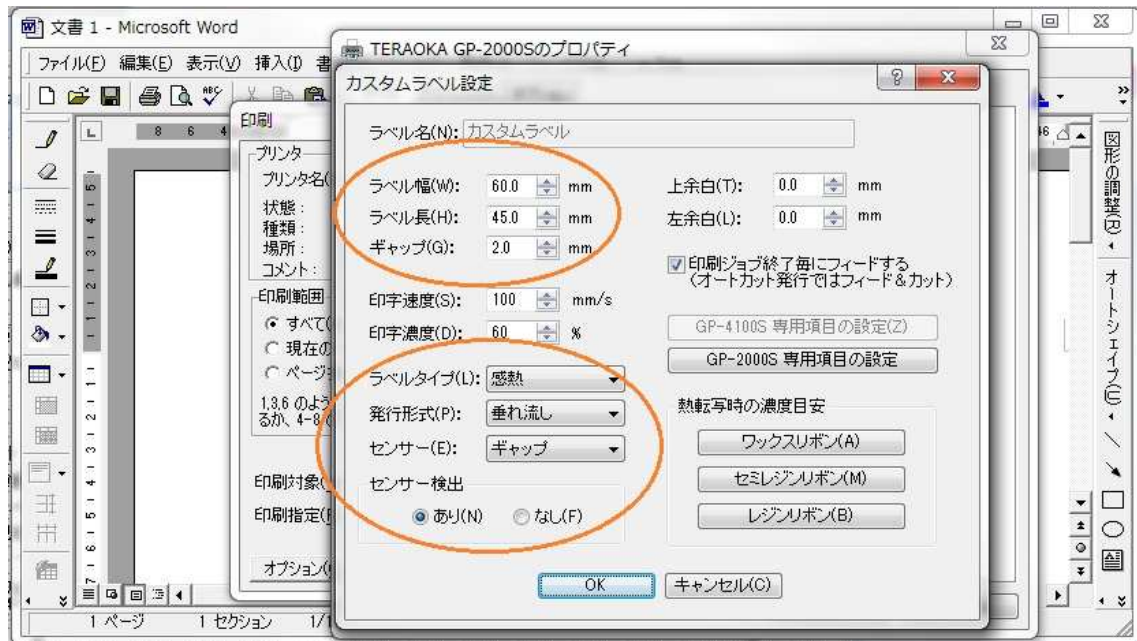 文書 1 - Microsoft Word
TERAOKA GP-2000Sのプロパティ
ファイル(F) 編集(E) 表示(V) 挿入(I) 書
カスタムラベル設定
ABC
印刷
8 6 4
46
ラベル名(N): カスタムラベル
プリンタ
プリンタ名(
状態:
種類:
場所:
コメント:
ラベル幅(W): 60.0 mm
ラベル長(H): 45.0 mm
ギャップ(G): 2.0 mm
上余白(T): 0.0 mm
左余白(L): 0.0 mm
印刷ジョブ終了毎にフィードする
(オートカット発行ではフィード&カット)
印字速度(S): 100 mm/s
印字濃度(D): 60 %
GP-4100S 専用項目の設定(Z)
GP-2000S 専用項目の設定
印刷範囲
すべて(
現在の
ページ
1,3,6 のよう
るか、4-8
ラベルタイプ(L): 感熱
発行形式(P): 垂れ流し
センサー(E): ギャップ
センサー検出
あり(N) なし(F)
熱転写時の濃度目安
ワックスリボン(A)
セミレジンリボン(M)
レジンリボン(B)
印刷対象(
印刷指定(R
オプション(
OK キャンセル(C)
図形の調整(R)
オートシェイプ(U)
1 ページ 1 セクション 1/1